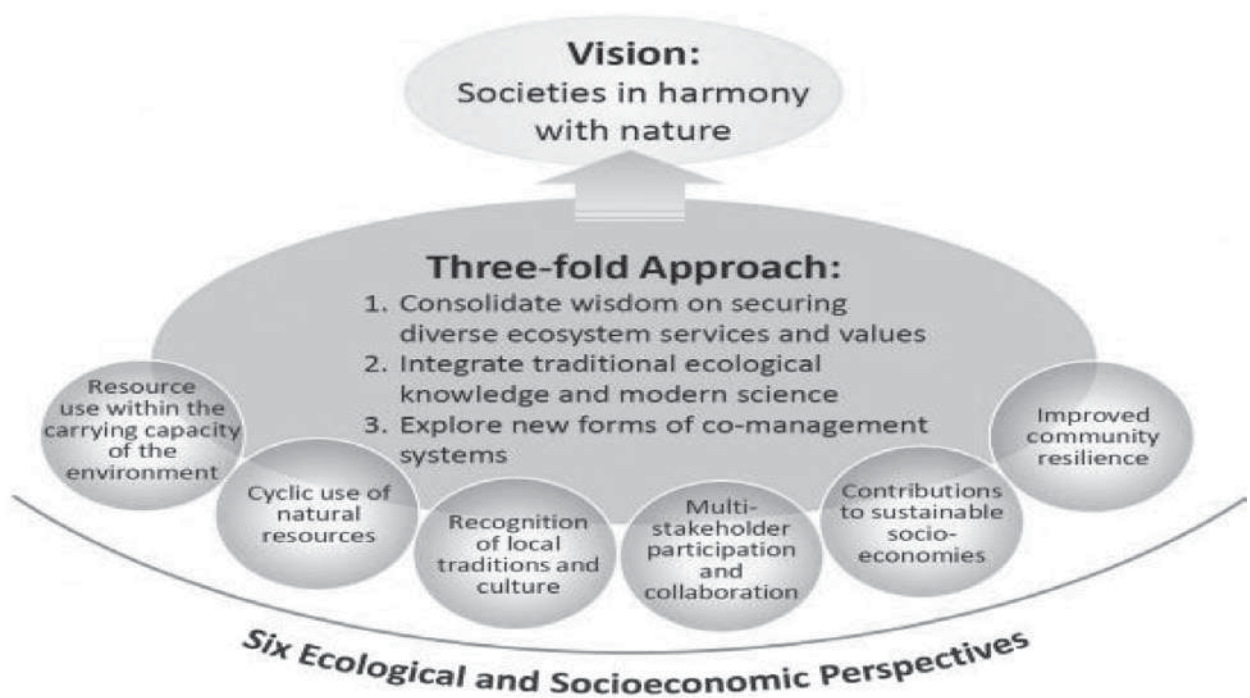 Vision:
Societies in harmony
with nature
Three-fold Approach:
1. Consolidate wisdom on securing
diverse ecosystem services and values
2. Integrate traditional ecological
knowledge and modern science
3. Explore new forms of co-management
systems
Resource
use within the
carrying capacity
of the
environment
Cyclic use of
natural
resources
Recognition
of local
traditions and
culture
Multi-
stakeholder
participation
and
collaboration
Contributions
to sustainable
socio-
economies
Improved
community
resilience
Six Ecological and Socioeconomic Perspectives